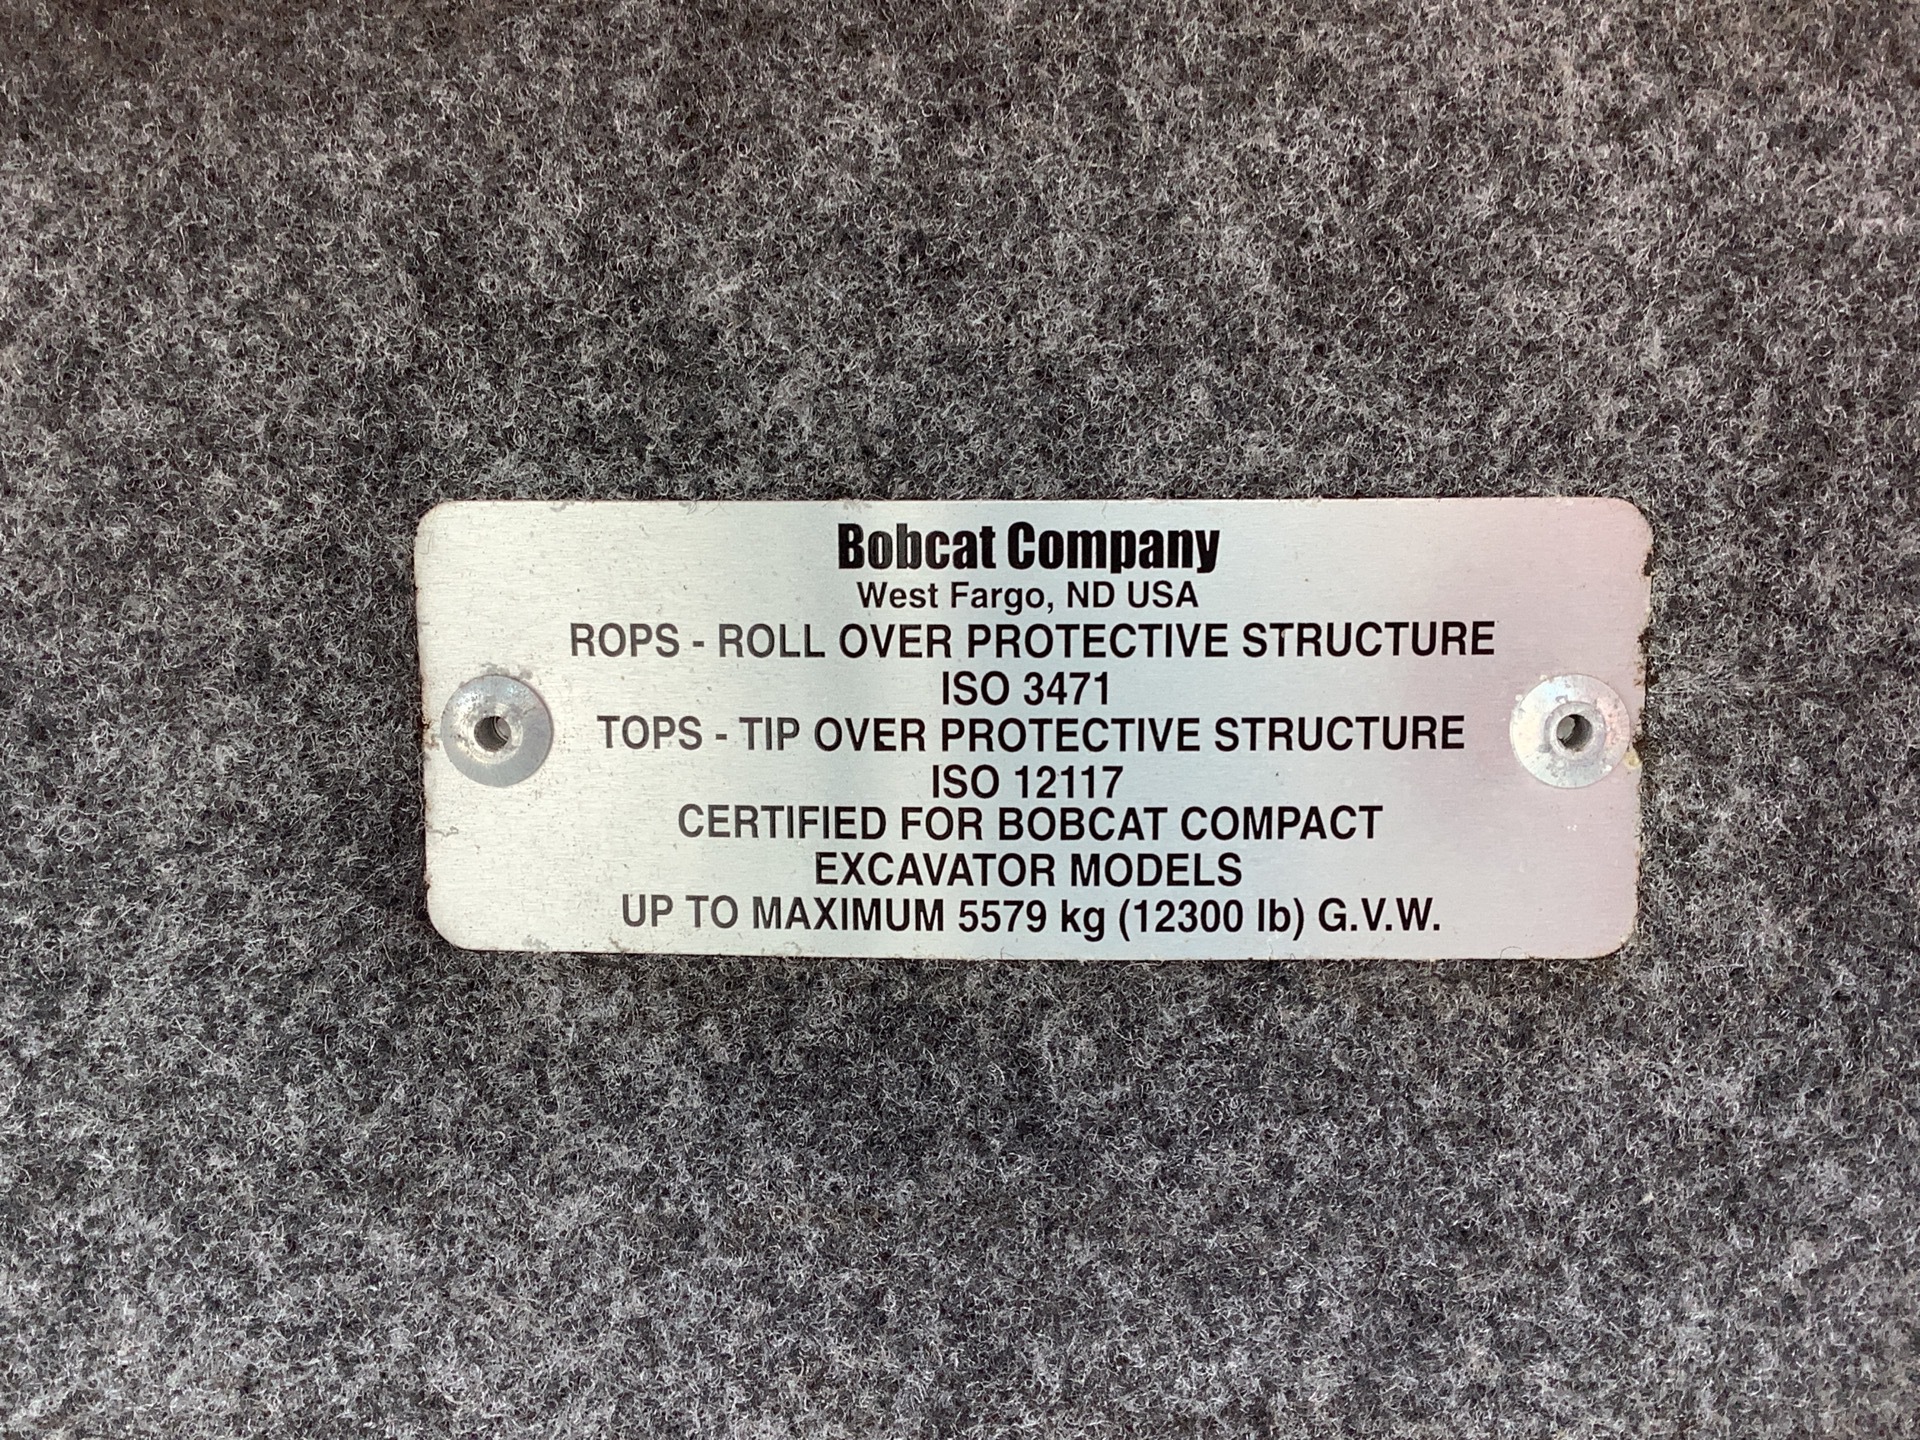 Bobcat Company
West Fargo, ND USA
ROPS - ROLL OVER PROTECTIVE STRUCTURE
ISO 3471
TOPS - TIP OVER PROTECTIVE STRUCTURE
ISO 12117
CERTIFIED FOR BOBCAT COMPACT
EXCAVATOR MODELS
UP TO MAXIMUM 5579 kg (12300 lb) G.V.W.